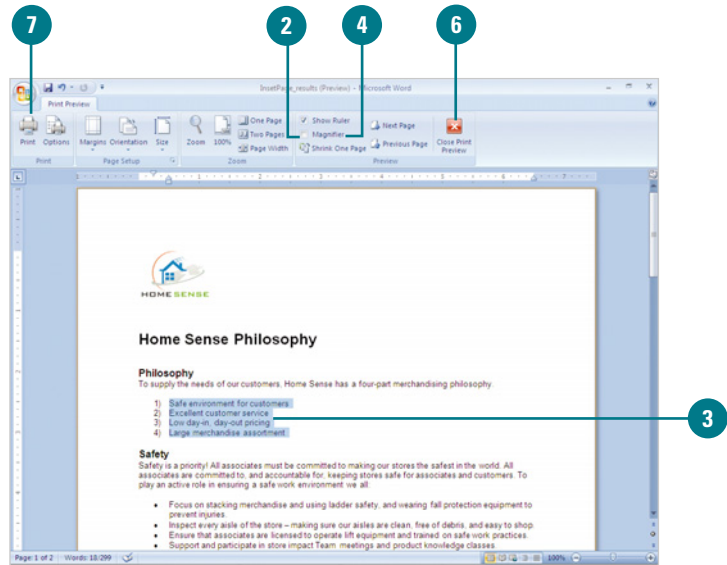 7
2
4
6
InsetPage_results (Preview) - Microsoft Word
Print Preview
Print
Options
Margins
Orientation
Size
Zoom
100%
One Page
Two Pages
Page Width
Show Ruler
Magnifier
Shrink One Page
Next Page
Previous Page
Close Print
Preview
Print
Page Setup
Zoom
Preview
HOME SENSE
Home Sense Philosophy
Philosophy
To supply the needs of our customers, Home Sense has a four-part merchandising philosophy.
1) Safe environment for customers
2) Excellent customer service
3) Low day-in, day-out pricing
4) Large merchandise assortment
3
Safety
Safety is a priority! All associates must be committed to making our stores the safest in the world. All
associates are committed to, and accountable for, keeping stores safe for associates and customers. To
play an active role in ensuring a safe work environment we all:
• Focus on stacking merchandise and using ladder safety, and wearing fall protection equipment to
prevent injuries.
• Inspect every aisle of the store – making sure our aisles are clean, free of debris, and easy to shop.
• Ensure that associates are licensed to operate lift equipment and trained on safe work practices.
• Support and participate in store impact Team meetings and product knowledge classes
Page: 1 of 2
Words: 18/299
100%